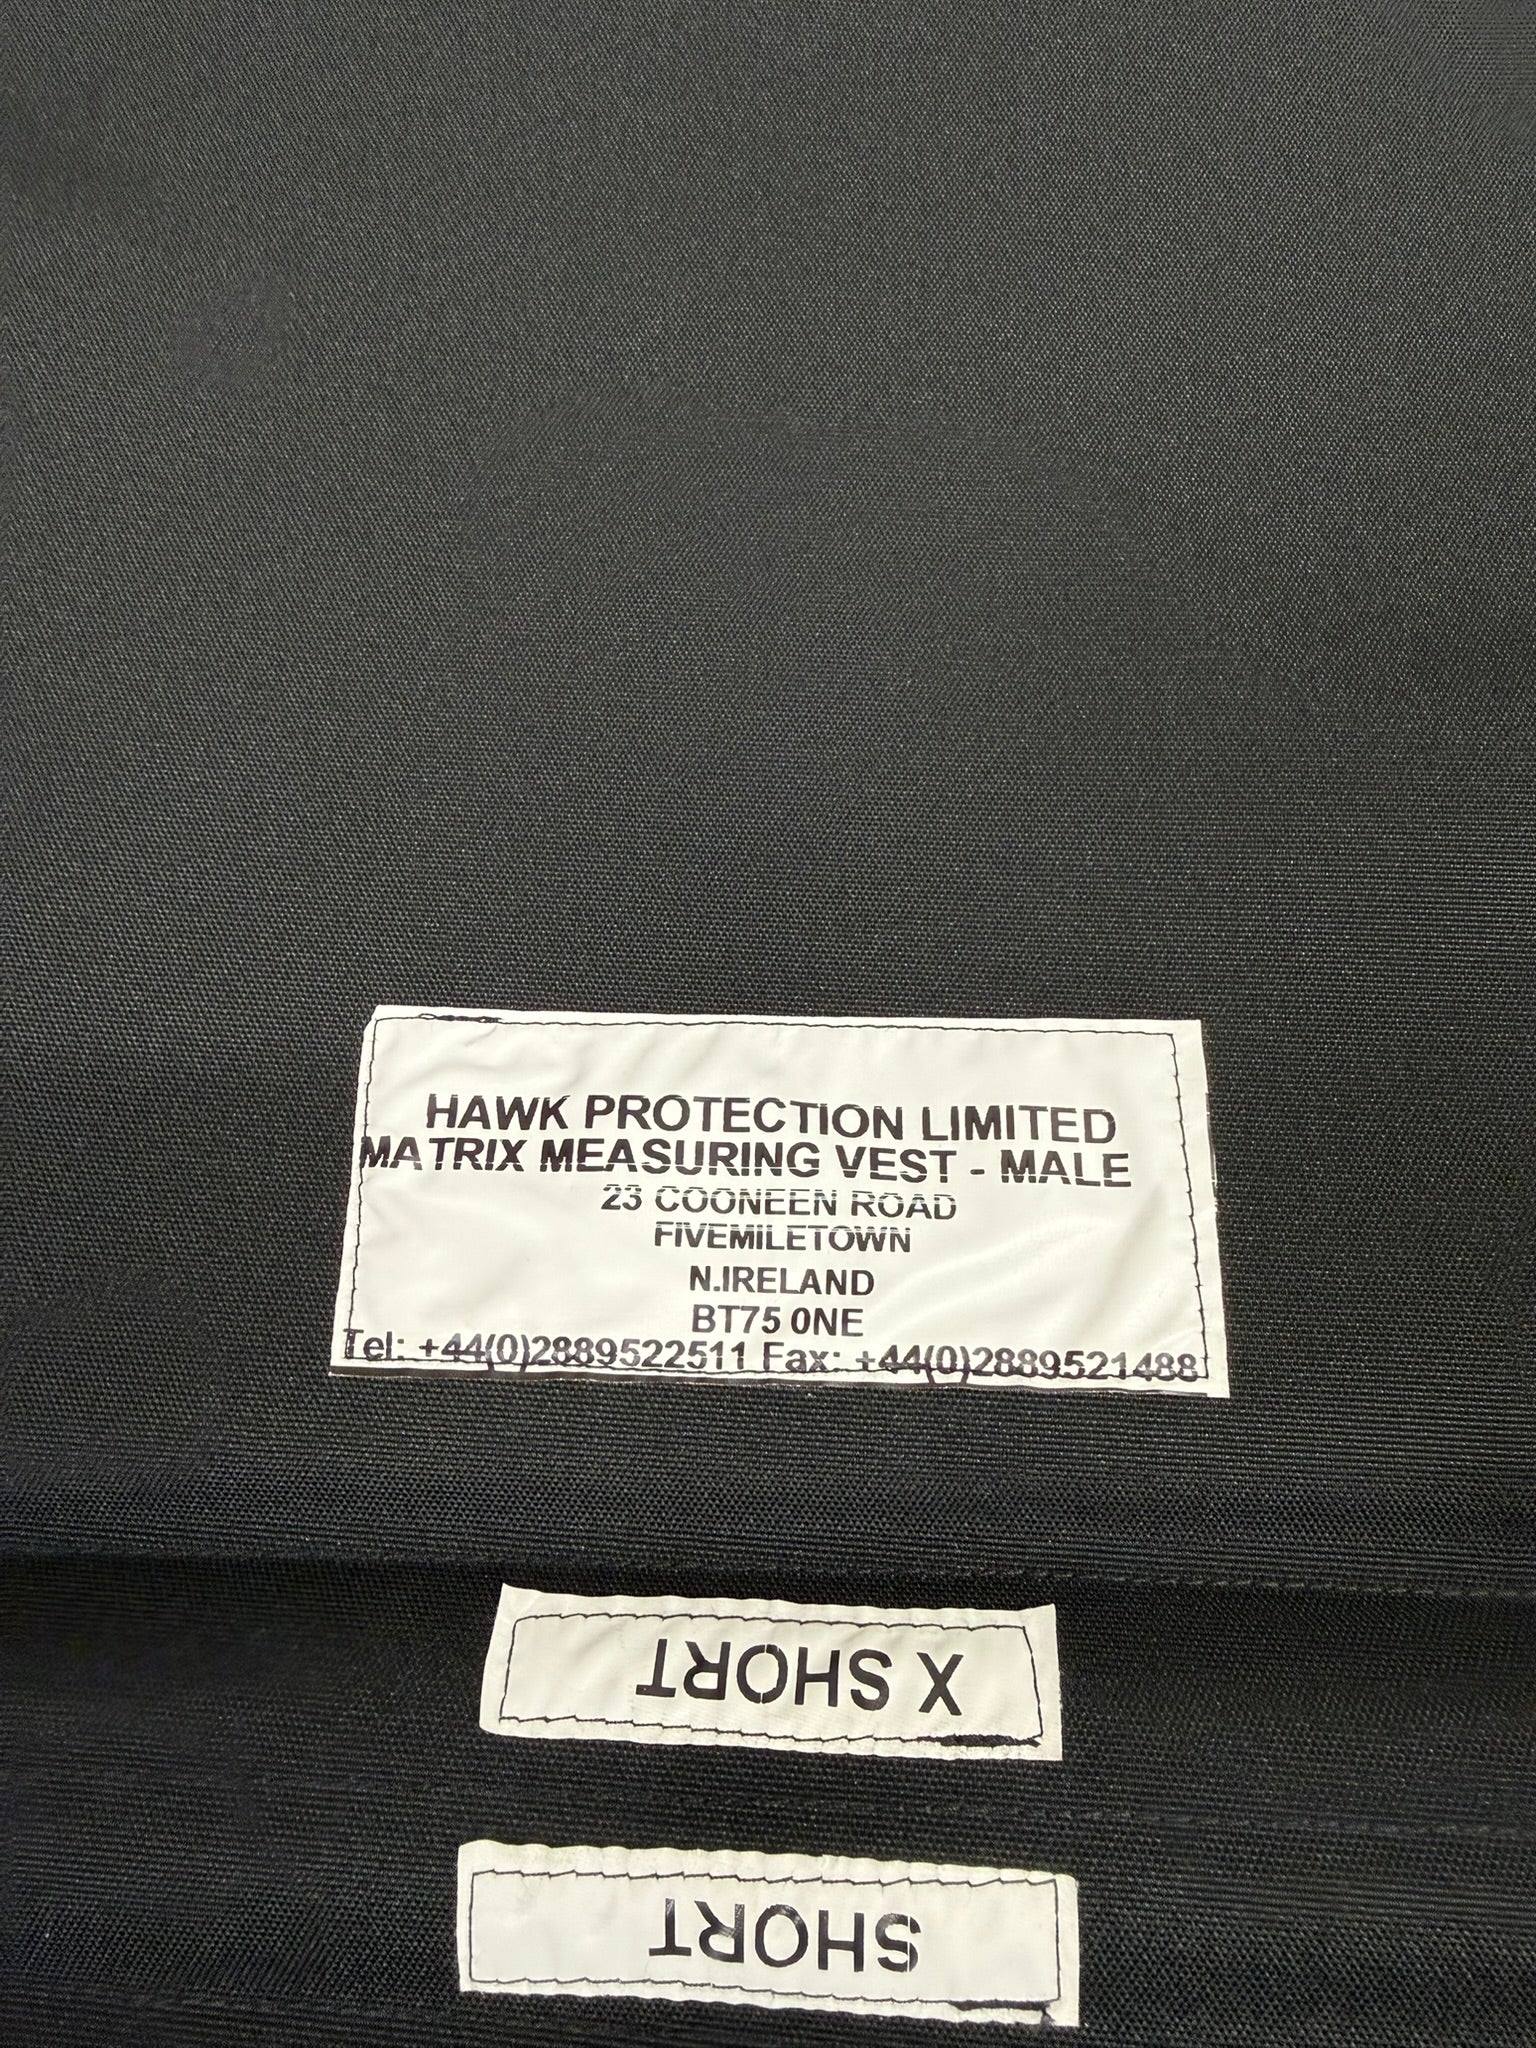 HAWK PROTECTION LIMITED
MATRIX MEASURING VEST - MALE
23 COONEEN ROAD
FIVEMILETOWN
N.IRELAND
BT75 0NE
Tel: +44(0)2889522511 Fax: +44(0)2889521488
X SHORT
SHORT